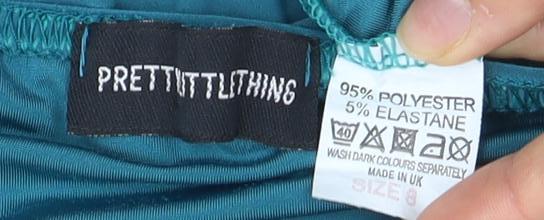 PRETTYLITTLETHING
95% POLYESTER
5% ELASTANE
40
WASH DARK COLOURS SEPARATELY
MADE IN UK
SIZE 8